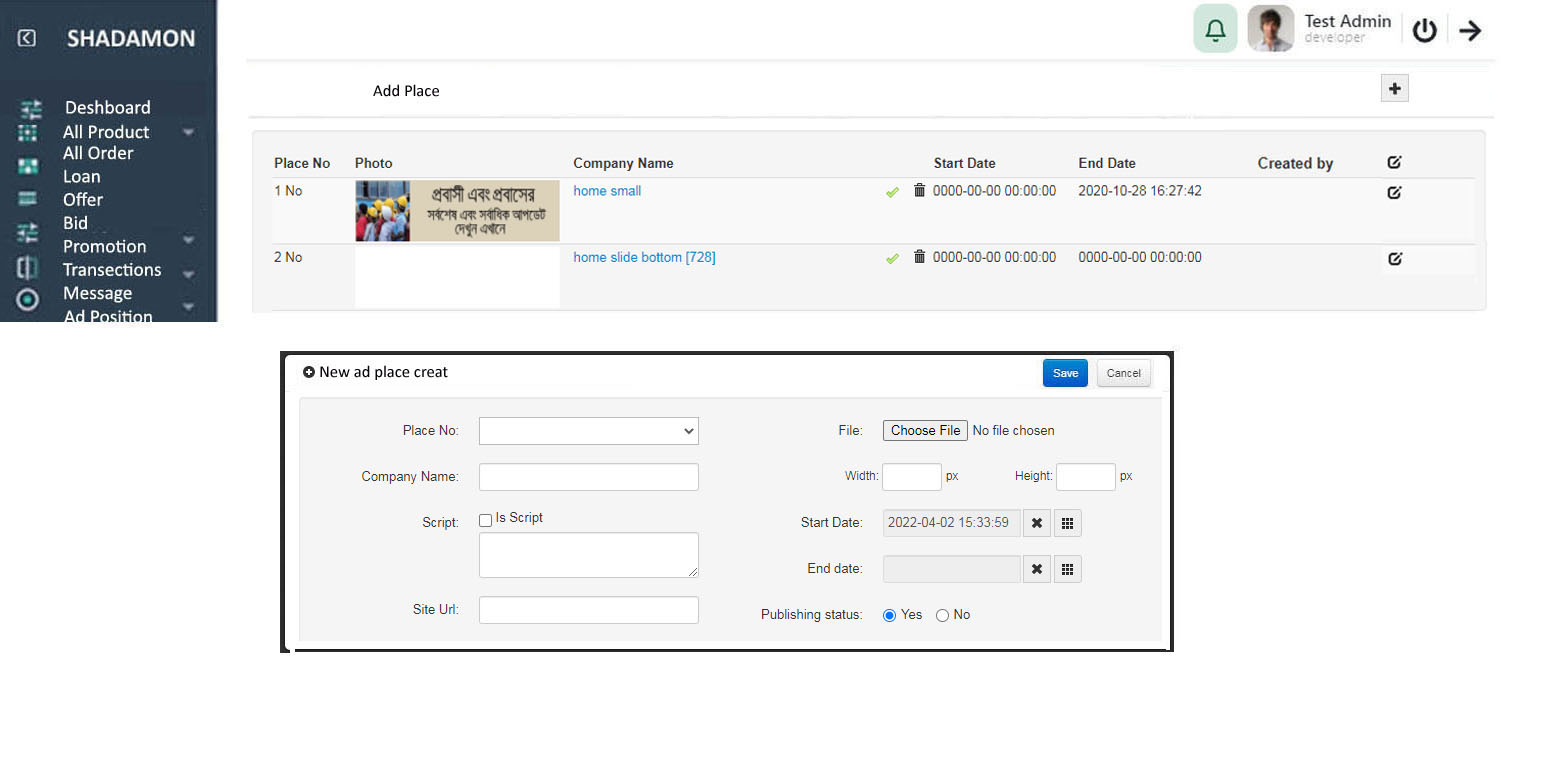 SHADAMON
Test Admin
developer
Deshboard
All Product
All Order
Loan
Offer
Bid
Promotion
Transections
Message
Ad Position
Add Place
Place No Photo Company Name Start Date End Date Created by
1 No home small 0000-00-00 00:00:00 2020-10-28 16:27:42
প্রবাসী এবং প্রবাসের
সর্বশেষ এবং সর্বাধিক আপডেট
দেখুন এখানে
2 No home slide bottom [728] 0000-00-00 00:00:00 0000-00-00 00:00:00
New ad place creat Save Cancel
Place No: File: Choose File No file chosen
Company Name: Width: px Height: px
Script: Is Script Start Date: 2022-04-02 15:33:59
End date:
Site Url: Publishing status: Yes No